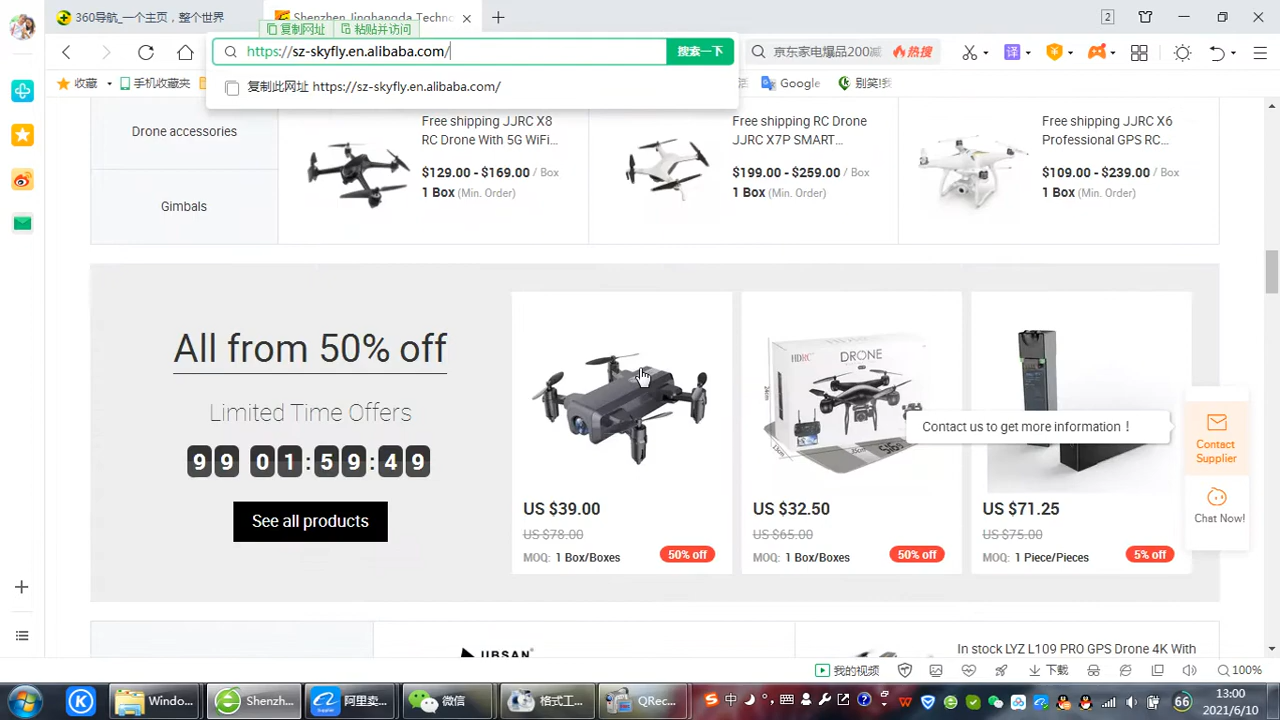 360导航_一个主页，整个世界
Shenzhen Jinghangda Techno
2
复制网址
粘贴并访问
https://sz-skyfly.en.alibaba.com/
搜索一下
京东家电爆品200减
热搜
收藏
手机收藏夹
复制此网址 https://sz-skyfly.en.alibaba.com/
Google
别笑!我
Drone accessories
Gimbals
Free shipping JJRC X8
RC Drone With 5G WiFi...
$129.00 - $169.00 / Box
1 Box (Min. Order)
Free shipping RC Drone
JJRC X7P SMART...
$199.00 - $259.00 / Box
1 Box (Min. Order)
Free shipping JJRC X6
Professional GPS RC...
$109.00 - $239.00 / Box
1 Box (Min. Order)
All from 50% off
Limited Time Offers
99 01:59:49
See all products
US $39.00
US $78.00
MOQ: 1 Box/Boxes
50% off
HDRC
DRONE
US $32.50
US $65.00
MOQ: 1 Box/Boxes
50% off
US $71.25
US $75.00
MOQ: 1 Piece/Pieces
5% off
Contact us to get more information！
Contact
Supplier
Chat Now!
In stock LYZ L109 PRO GPS Drone 4K With
我的视频
下载
100%
Windo...
Shenzh...
阿里卖...
微信
格式工...
QRec...
中
66
13:00
2021/6/10